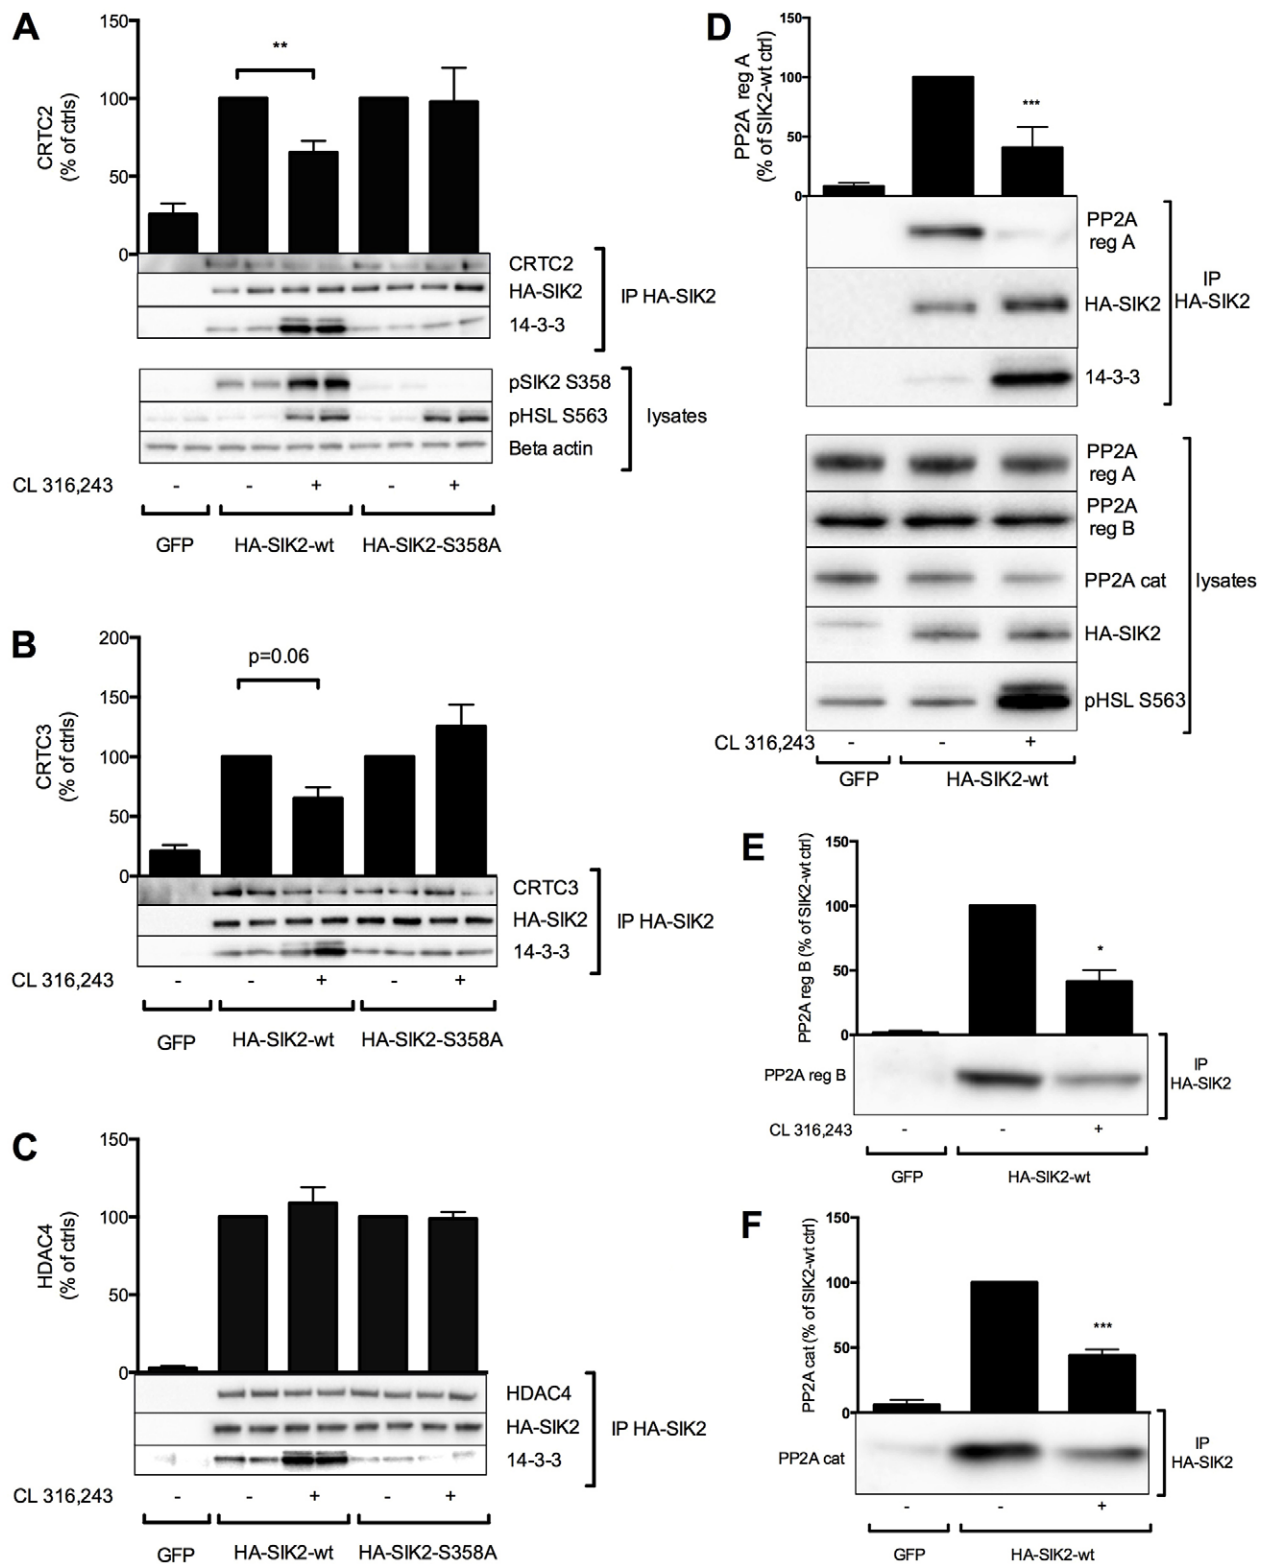 A
CRTC2
(% of ctrls)
150
100
50
0
**
CRTC2
HA-SIK2
14-3-3
IP HA-SIK2
pSIK2 S358
pHSL S563
Beta actin
lysates
CL 316,243 - - + - +
GFP HA-SIK2-wt HA-SIK2-S358A
B
CRTC3
(% of ctrls)
200
150
100
50
0
p=0.06
CRTC3
HA-SIK2
14-3-3
IP HA-SIK2
CL 316,243 - - + - +
GFP HA-SIK2-wt HA-SIK2-S358A
C
HDAC4
(% of ctrls)
150
100
50
0
HDAC4
HA-SIK2
14-3-3
IP HA-SIK2
CL 316,243 - - + - +
GFP HA-SIK2-wt HA-SIK2-S358A
D
PP2A reg A
(% of SIK2-wt ctrl)
150
100
50
0
***
PP2A
reg A
HA-SIK2
14-3-3
IP
HA-SIK2
PP2A
reg A
PP2A
reg B
PP2A cat
HA-SIK2
pHSL S563
lysates
CL 316,243 - - +
GFP HA-SIK2-wt
E
PP2A reg B (% of SIK2-wt ctrl)
150
100
50
0
*
PP2A reg B
IP
HA-SIK2
CL 316,243 - - +
GFP HA-SIK2-wt
F
PP2A cat (% of SIK2-wt ctrl)
150
100
50
0
***
PP2A cat
IP
HA-SIK2
- - +
GFP HA-SIK2-wt